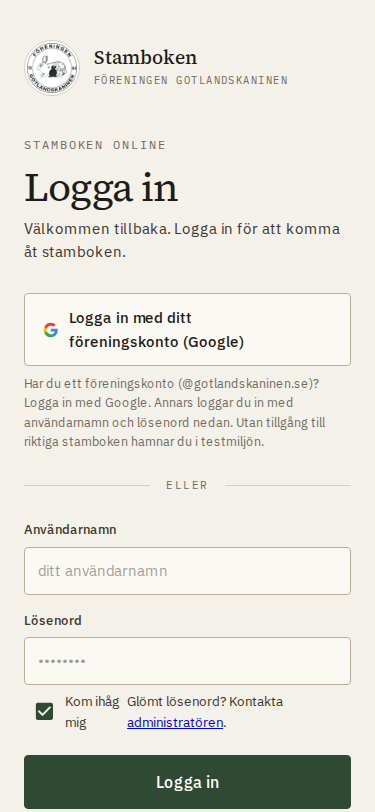 FÖRENINGEN
GOTLANDSKANINEN
Stamboken
FÖRENINGEN GOTLANDSKANINEN
STAMBOKEN ONLINE
Logga in
Välkommen tillbaka. Logga in för att komma
åt stamboken.
Logga in med ditt
föreningskonto (Google)
Har du ett föreningskonto (@gotlandskaninen.se)?
Logga in med Google. Annars loggar du in med
användarnamn och lösenord nedan. Utan tillgång till
riktiga stamboken hamnar du i testmiljön.
ELLER
Användarnamn
ditt användarnamn
Lösenord
••••••••
Kom ihåg
mig
Glömt lösenord? Kontakta
administratören.
Logga in